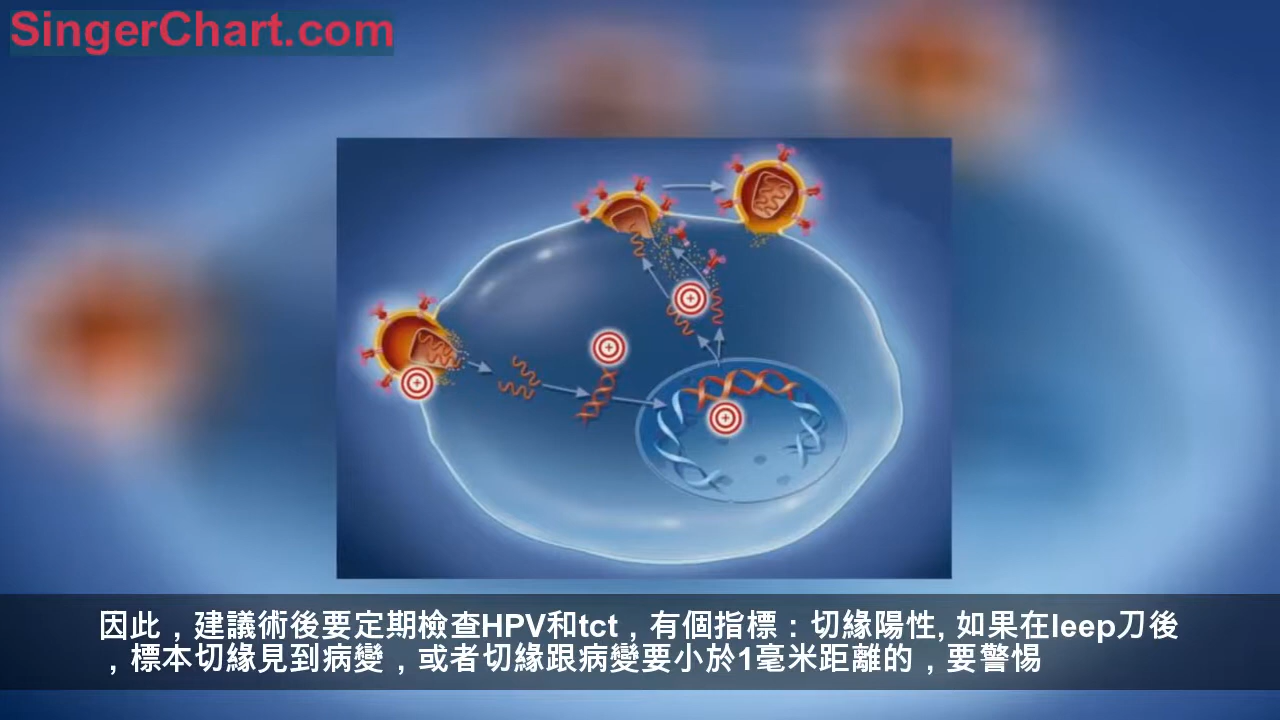 SingerChart.com
因此，建議術後要定期檢查HPV和tct，有個指標：切緣陽性, 如果在leep刀後
，標本切緣見到病變，或者切緣跟病變要小於1毫米距離的，要警惕